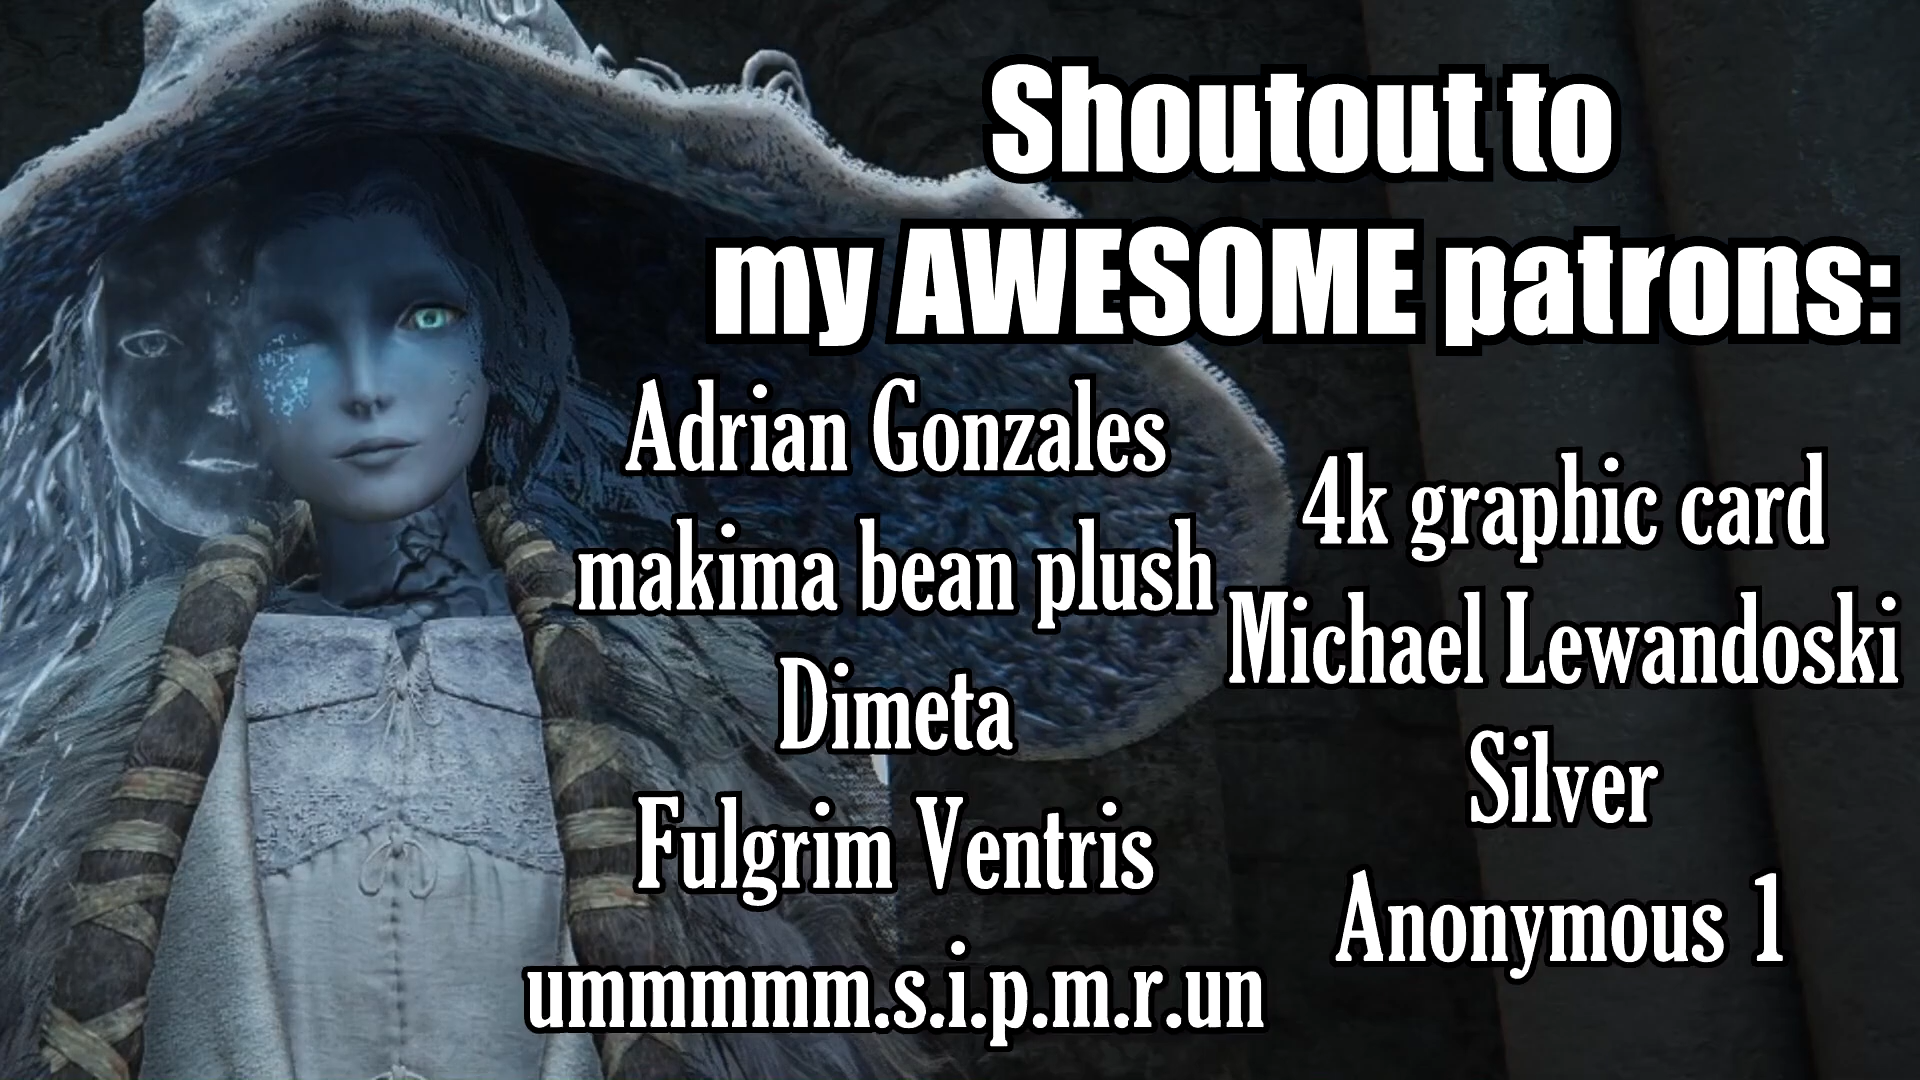 Shoutout to
my AWESOME patrons:
Adrian Gonzales
makima bean plush
Dimeta
Fulgrim Ventris
ummmmm.s.i.p.m.r.un
4k graphic card
Michael Lewandoski
Silver
Anonymous 1